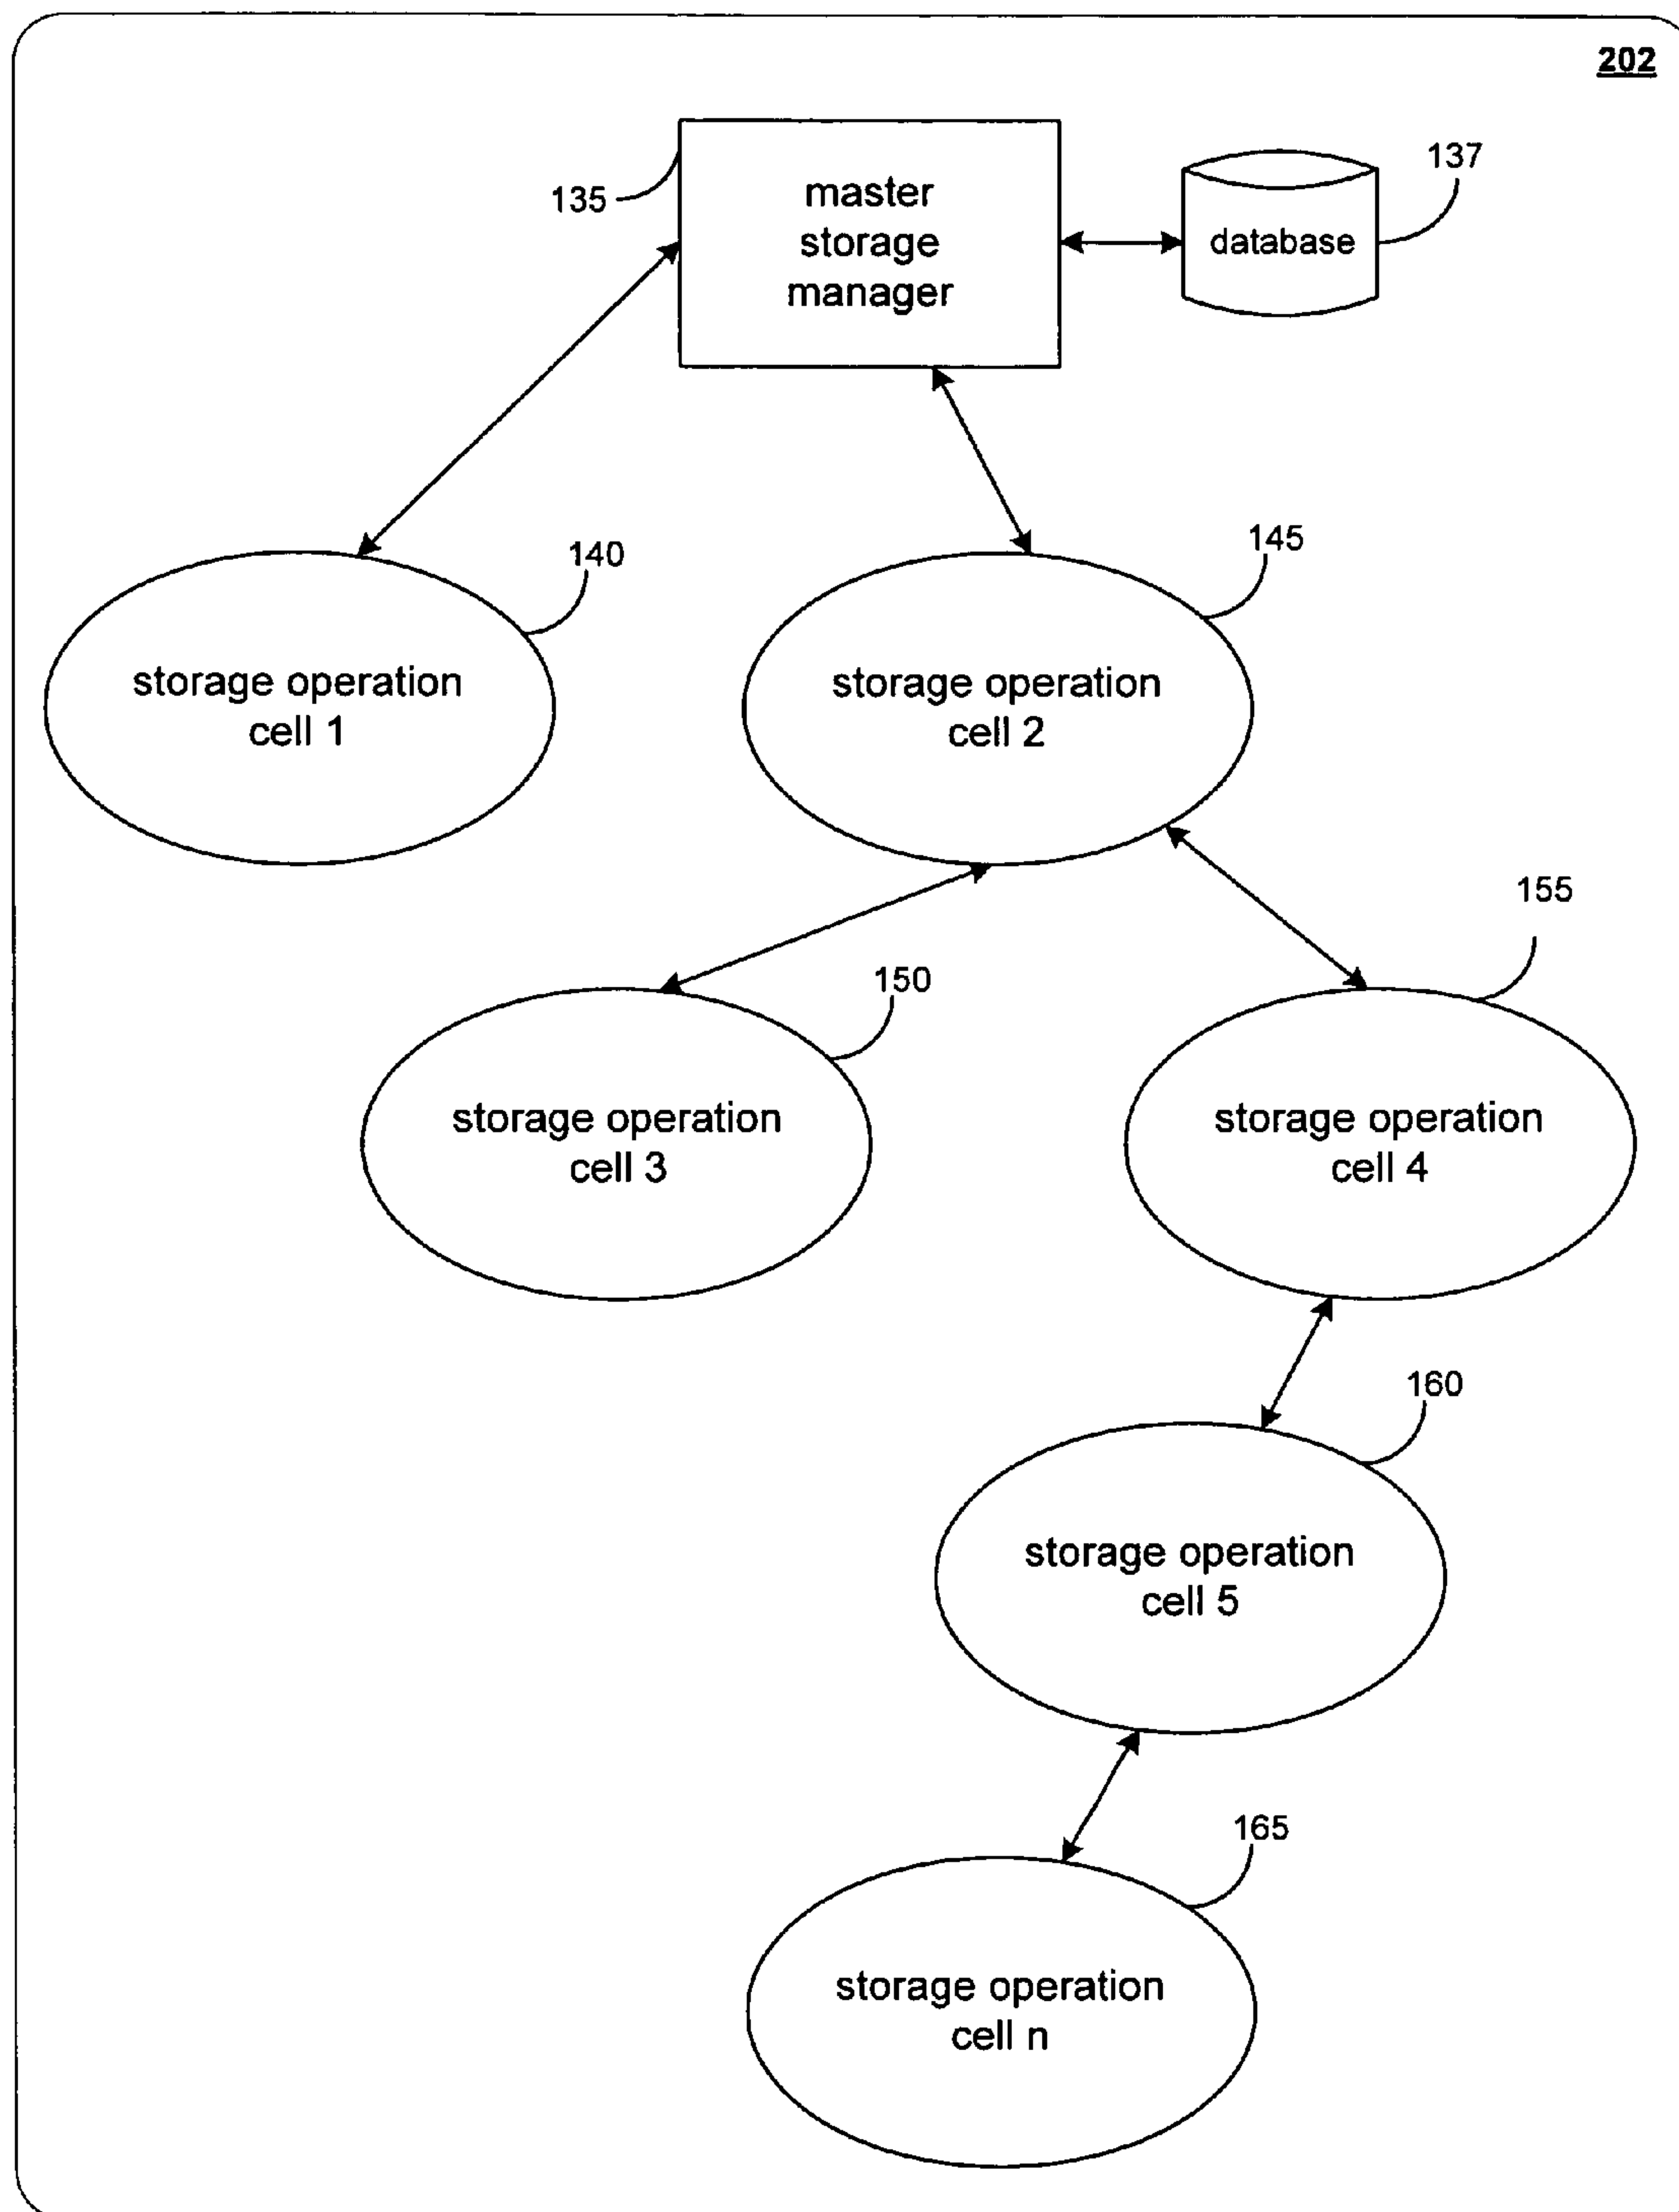 202
137
135
master
storage
manager
database
140
145
storage operation
cell 1
storage operation
cell 2
155
150
storage operation
cell 3
storage operation
cell 4
160
storage operation
cell 5
165
storage operation
cell n